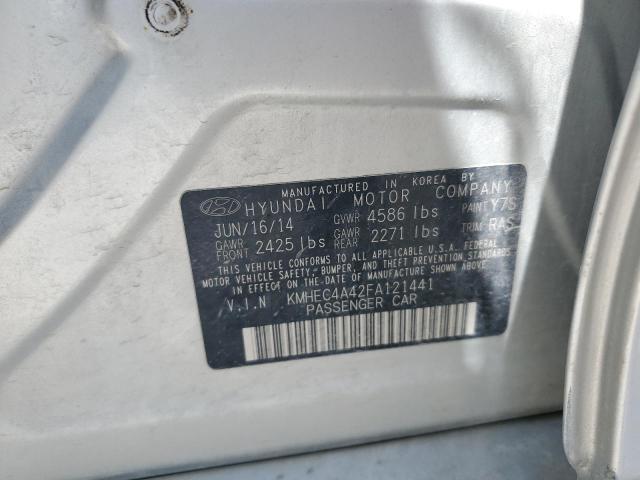 MANUFACTURED IN KOREA BY
HYUNDAI MOTOR COMPANY
JUN/16/14 GVWR 4586 lbs PAINT Y7S
GAWR FRONT 2425 lbs GAWR REAR 2271 lbs TRIM RAS
THIS VEHICLE CONFORMS TO ALL APPLICABLE U.S.A. FEDERAL
MOTOR VEHICLE SAFETY, BUMPER, AND THEFT PREVENTION STANDARDS
IN EFFECT ON THE DATE OF MANUFACTURE SHOWN ABOVE.
V.I.N KMHEC4A42FA121441
PASSENGER CAR